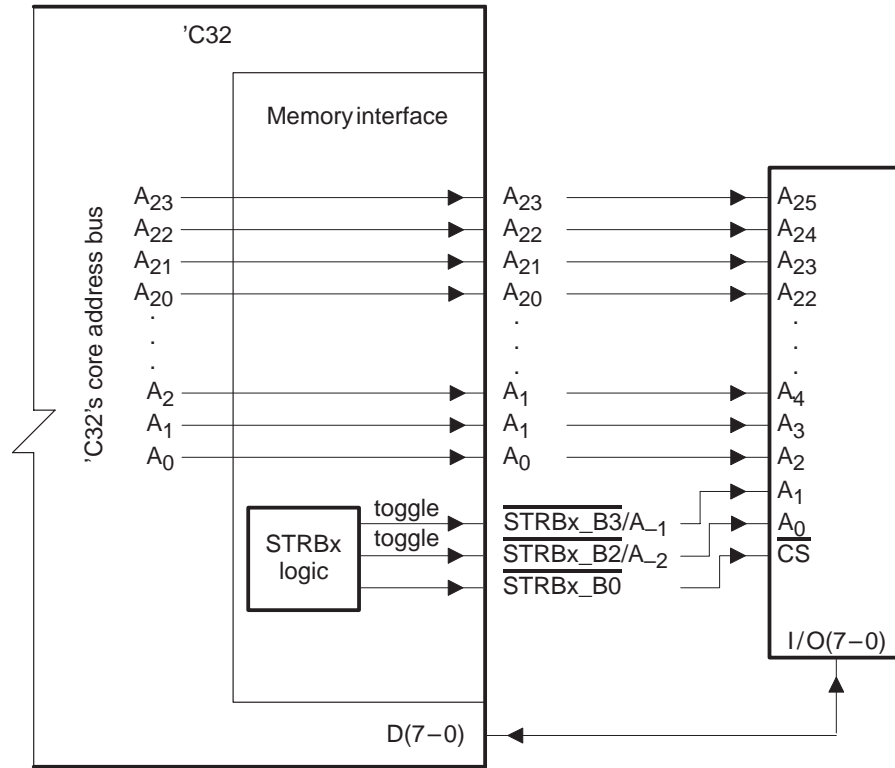 'C32
Memory interface
'C32's core address bus
A23 A23 A25
A22 A22 A24
A21 A21 A23
A20 A20 A22
. . .
. . .
. . .
A2 A1 A4
A1 A1 A3
A0 A0 A2
A1
toggle STRBx_B3/A–1
A0
toggle STRBx_B2/A–2
CS
STRBx logic
STRBx_B0
I/O(7–0)
D(7–0)